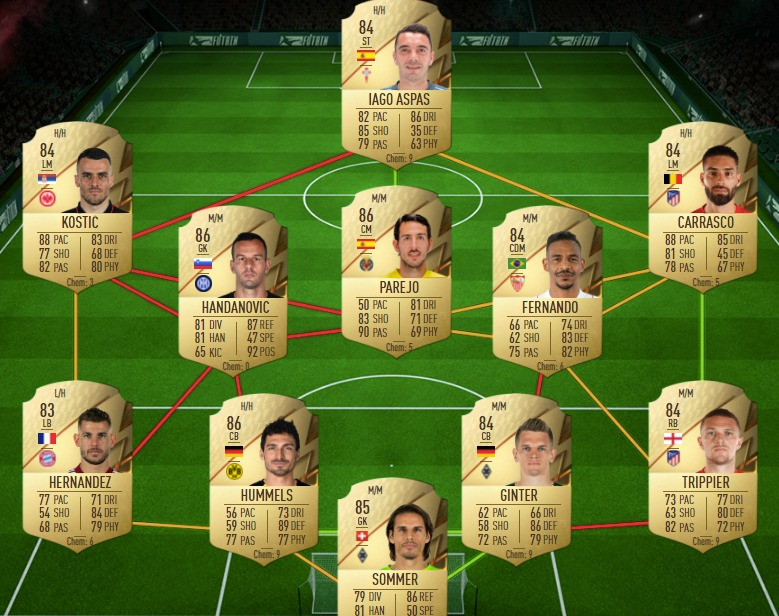 FUTBIN
FUTBIN
FUTBIN
FUTBIN
H/H
84
ST
IAGO ASPAS
82 PAC 86 DRI
85 SHO 35 DEF
79 PAS 63 PHY
Chem: 9
H/H
84
LM
KOSTIC
88 PAC 83 DRI
77 SHO 68 DEF
82 PAS 80 PHY
Chem: 3
H/H
84
LM
CARRASCO
88 PAC 85 DRI
81 SHO 45 DEF
78 PAS 67 PHY
Chem: 5
M/M
86
GK
HANDANOVIC
81 DIV 87 REF
81 HAN 47 SPE
65 KIC 92 POS
Chem: 0
M/M
86
CM
PAREJO
50 PAC 81 DRI
83 SHO 71 DEF
90 PAS 69 PHY
Chem: 5
M/M
84
CDM
FERNANDO
66 PAC 74 DRI
62 SHO 83 DEF
75 PAS 82 PHY
Chem: 6
L/H
83
LB
HERNANDEZ
77 PAC 71 DRI
54 SHO 84 DEF
68 PAS 79 PHY
Chem: 6
H/H
86
CB
HUMMELS
56 PAC 73 DRI
59 SHO 89 DEF
77 PAS 77 PHY
Chem: 9
M/M
84
CB
GINTER
62 PAC 66 DRI
58 SHO 86 DEF
72 PAS 79 PHY
Chem: 9
M/M
84
RB
TRIPPIER
73 PAC 77 DRI
63 SHO 80 DEF
82 PAS 72 PHY
Chem: 9
M/M
85
GK
SOMMER
79 DIV 86 REF
81 HAN 50 SPE